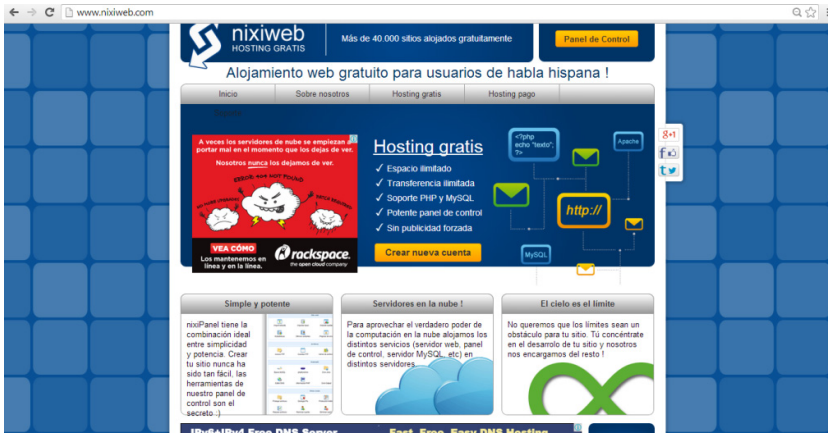 www.nixiweb.com
nixiweb
HOSTING GRATIS
Más de 40.000 sitios alojados gratuitamente
Panel de Control
Alojamiento web gratuito para usuarios de habla hispana !
Inicio
Sobre nosotros
Hosting gratis
Hosting pago
A veces los servidores de nube se empiezan a
portar mal en el momento que los dejas de ver.
Nosotros nunca los dejamos de ver.
ERROR: 404 NOT FOUND
VEA CÓMO
Los mantenemos en
línea y en la línea.
rackspace.
the open cloud company
Hosting gratis
✓ Espacio ilimitado
✓ Transferencia ilimitada
✓ Soporte PHP y MySQL
✓ Potente panel de control
✓ Sin publicidad forzada
Crear nueva cuenta
<?php
echo "texto";
?>
Apache
http://
MySQL
g+1
f
t
Simple y potente
nixiPanel tiene la
combinación ideal
entre simplicidad
y potencia. Crear
tu sitio nunca ha
sido tan fácil, las
herramientas de
nuestro panel de
control son el
secreto :)
Servidores en la nube !
Para aprovechar el verdadero poder de
la computación en la nube alojamos los
distintos servicios (servidor web, panel
de control, servidor MySQL, etc) en
distintos servidores.
El cielo es el límite
No queremos que los límites sean un
obstáculo para tu sitio. Tú concéntrate
en el desarrollo de tu sitio y nosotros
nos encargamos del resto !
IPv6+IPv4 Free DNS Server
Fast, Free, Easy DNS Hosting